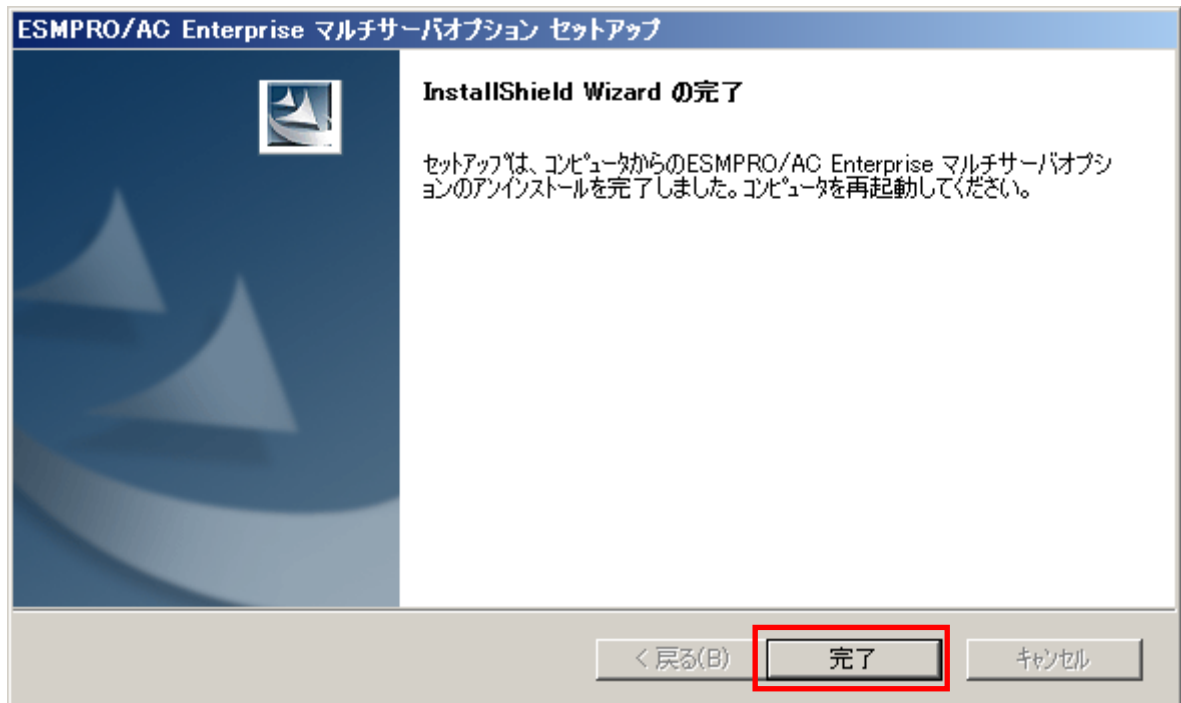 ESMPRO/AC Enterprise マルチサーバオプション セットアップ
InstallShield Wizard の完了
セットアップは、コンピュータからのESMPRO/AC Enterprise マルチサーバオプシ
ョンのアンインストールを完了しました。コンピュータを再起動してください。
< 戻る(B)
完了
キャンセル